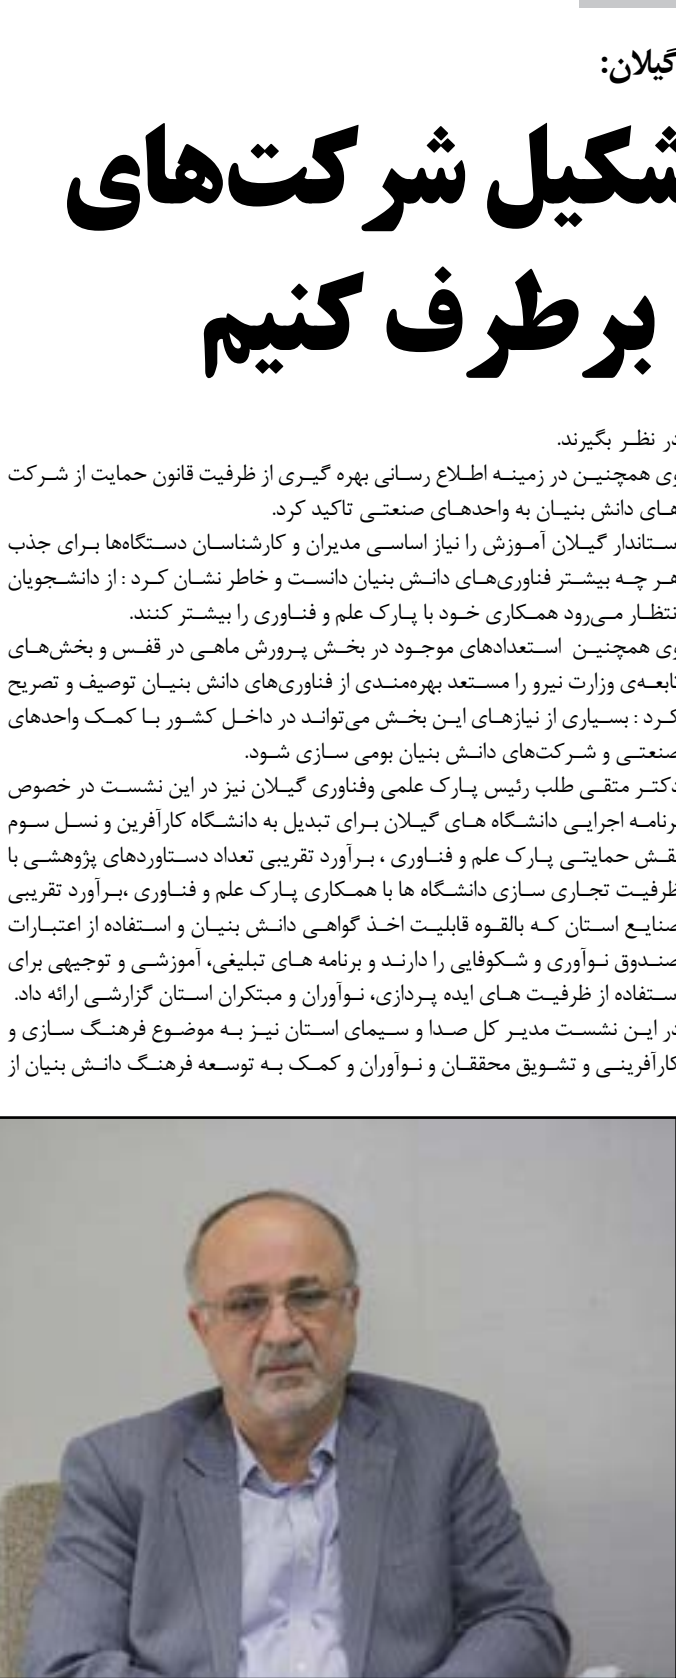 گیلان:
شکیل شرکت‌های
برطرف کنیم
در نظر بگیرند.
وی همچنین در زمینه اطلاع رسانی بهره گیری از ظرفیت قانون حمایت از شرکت
های دانش بنیان به واحدهای صنعتی تاکید کرد.
ستاندار گیلان آموزش را نیاز اساسی مدیران و کارشناسان دستگاه‌ها برای جذب
هر چه بیشتر فناوری‌های دانش بنیان دانست و خاطر نشان کرد : از دانشجویان
نتظار می‌رود همکاری خود با پارک علم و فناوری را بیشتر کنند.
وی همچنین استعدادهای موجود در بخش پرورش ماهی در قفس و بخش‌های
تابعه‌ی وزارت نیرو را مستعد بهره‌مندی از فناوری‌های دانش بنیان توصیف و تصریح
کرد : بسیاری از نیازهای این بخش می‌تواند در داخل کشور با کمک واحدهای
صنعتی و شرکت‌های دانش بنیان بومی سازی شود.
دکتر متقی طلب رئیس پارک علمی وفناوری گیلان نیز در این نشست در خصوص
برنامه اجرایی دانشگاه های گیلان برای تبدیل به دانشگاه کارآفرین و نسل سوم
نقش حمایتی پارک علم و فناوری ، برآورد تقریبی تعداد دستاوردهای پژوهشی با
ظرفیت تجاری سازی دانشگاه ها با همکاری پارک علم و فناوری ،برآورد تقریبی
صنایع استان که بالقوه قابلیت اخذ گواهی دانش بنیان و استفاده از اعتبارات
صندوق نوآوری و شکوفایی را دارند و برنامه های تبلیغی، آموزشی و توجیهی برای
ستفاده از ظرفیت های ایده پردازی، نوآوران و مبتکران استان گزارشی ارائه داد.
در این نشست مدیر کل صدا و سیمای استان نیز به موضوع فرهنگ سازی و
کارآفرینی و تشویق محققان و نوآوران و کمک به توسعه فرهنگ دانش بنیان از